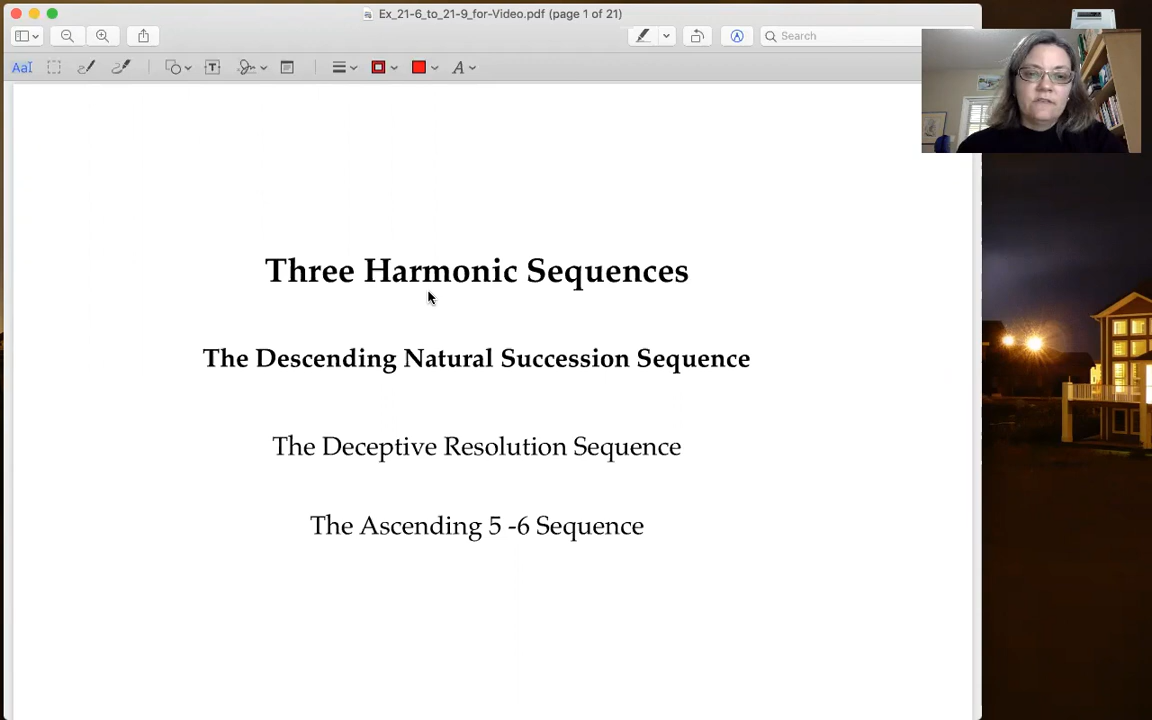 Ex_21-6_to_21-9_for-Video.pdf (page 1 of 21)
Search
AaI
T
A
Three Harmonic Sequences
The Descending Natural Succession Sequence
The Deceptive Resolution Sequence
The Ascending 5 -6 Sequence